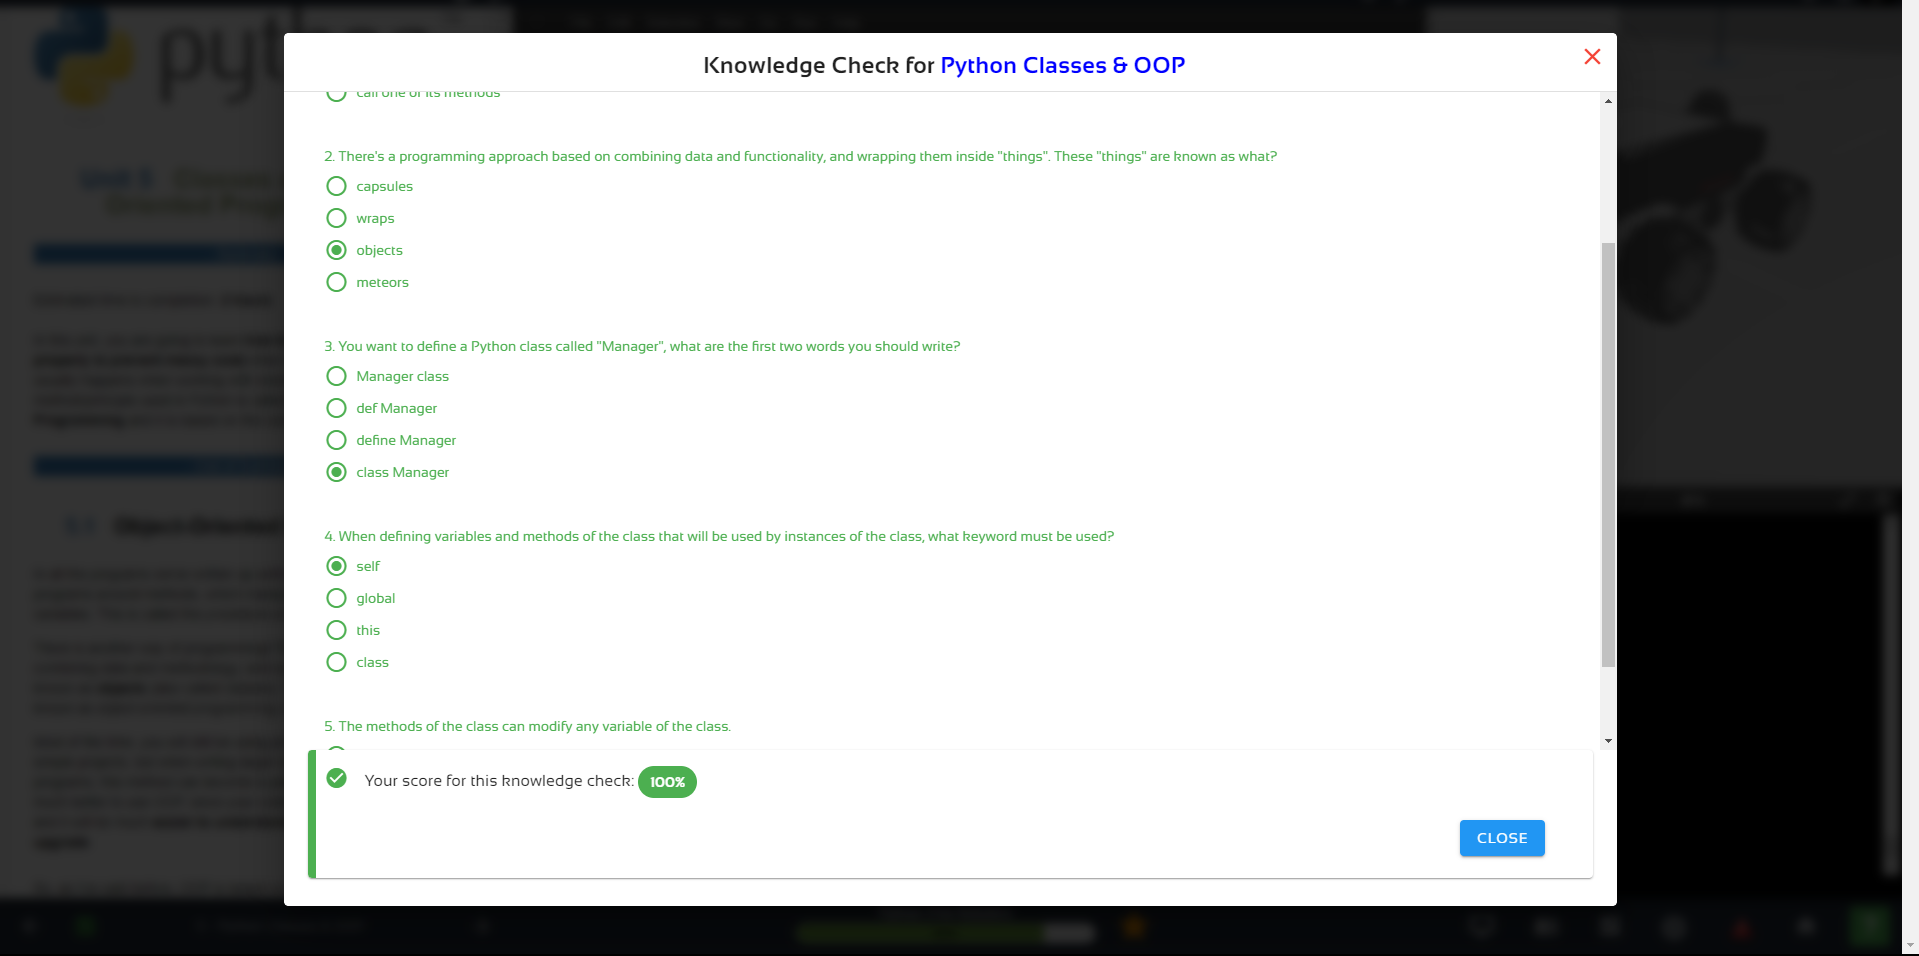 Knowledge Check for Python Classes & OOP
call one of its methods
2. There's a programming approach based on combining data and functionality, and wrapping them inside "things". These "things" are known as what?
capsules
wraps
objects
meteors
3. You want to define a Python class called "Manager", what are the first two words you should write?
Manager class
def Manager
define Manager
class Manager
4. When defining variables and methods of the class that will be used by instances of the class, what keyword must be used?
self
global
this
class
5. The methods of the class can modify any variable of the class.
Your score for this knowledge check: 100%
CLOSE